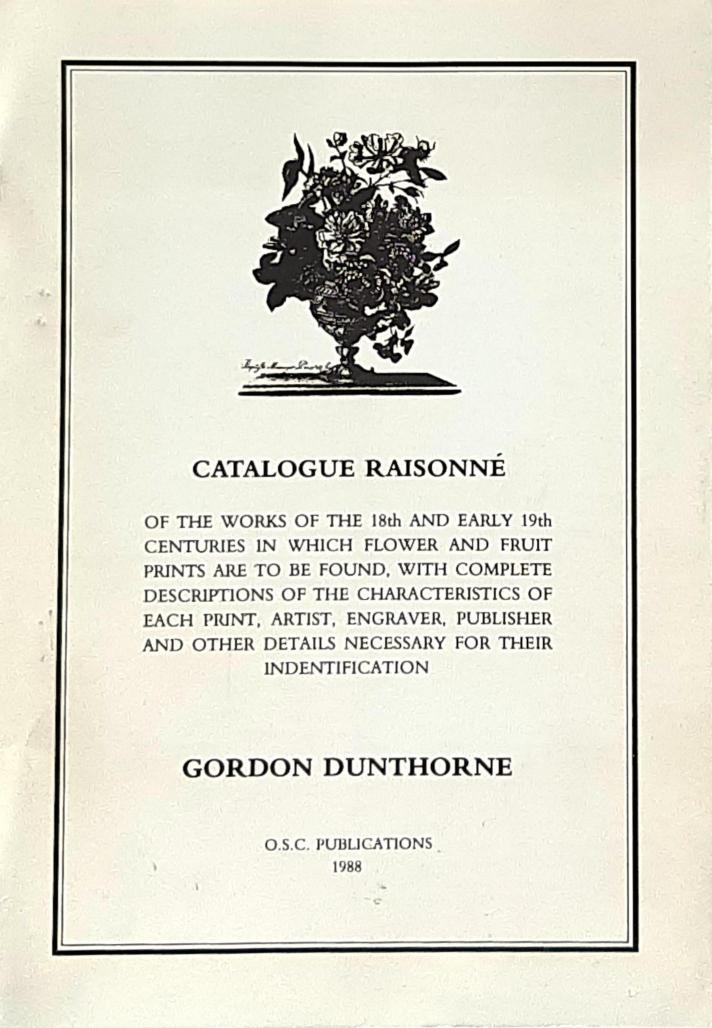 CATALOGUE RAISONNÉ
OF THE WORKS OF THE 18th AND EARLY 19th
CENTURIES IN WHICH FLOWER AND FRUIT
PRINTS ARE TO BE FOUND, WITH COMPLETE
DESCRIPTIONS OF THE CHARACTERISTICS OF
EACH PRINT, ARTIST, ENGRAVER, PUBLISHER
AND OTHER DETAILS NECESSARY FOR THEIR
INDENTIFICATION
GORDON DUNTHORNE
O.S.C. PUBLICATIONS
1988